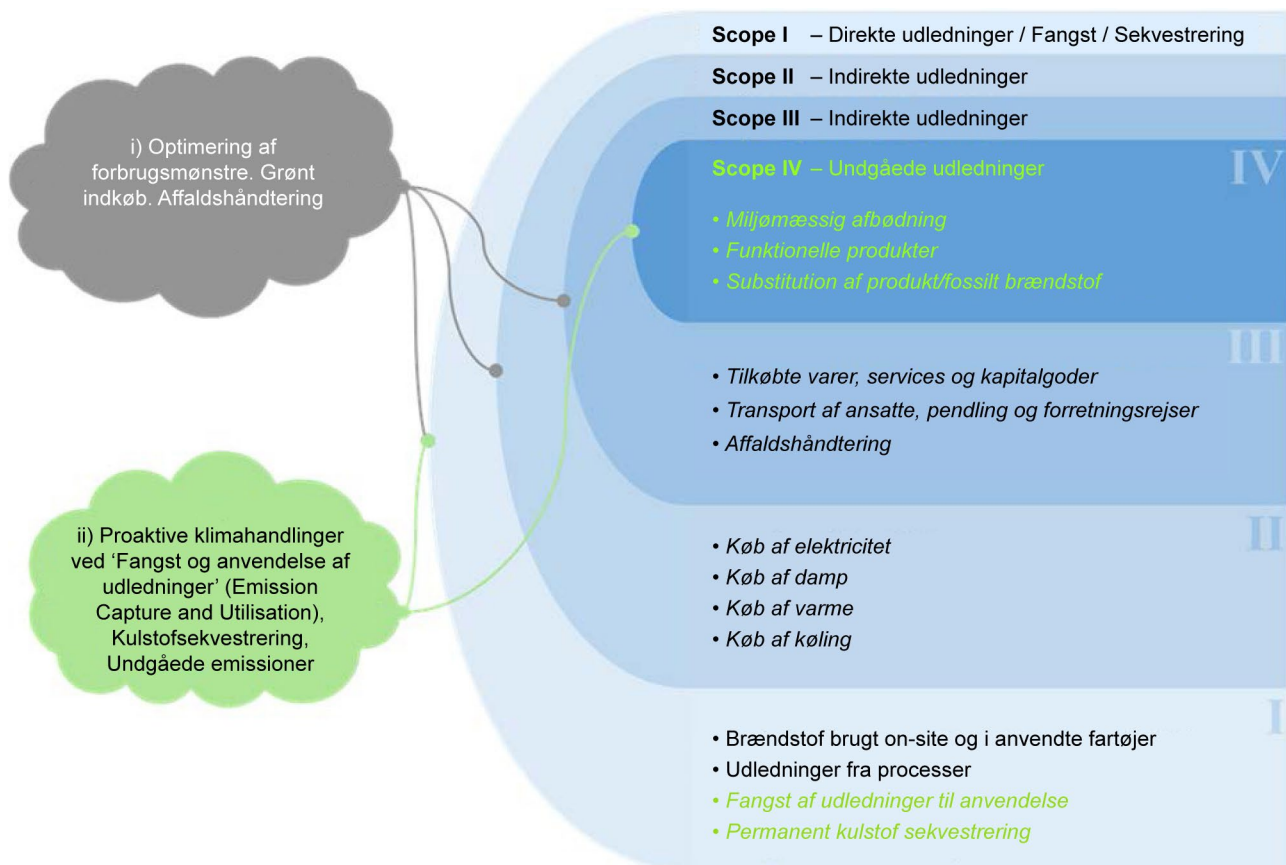 i) Optimering af
forbrugsmønstre. Grønt
indkøb. Affaldshåndtering
ii) Proaktive klimahandlinger
ved ‘Fangst og anvendelse af
udledninger’ (Emission
Capture and Utilisation),
Kulstofsekvestrering,
Undgåede emissioner
Scope I – Direkte udledninger / Fangst / Sekvestrering
Scope II – Indirekte udledninger
Scope III – Indirekte udledninger
Scope IV – Undgåede udledninger
IV
• Miljømæssig afbødning
• Funktionelle produkter
• Substitution af produkt/fossilt brændstof
III
• Tilkøbte varer, services og kapitalgoder
• Transport af ansatte, pendling og forretningsrejser
• Affaldshåndtering
II
• Køb af elektricitet
• Køb af damp
• Køb af varme
• Køb af køling
I
• Brændstof brugt on-site og i anvendte fartøjer
• Udledninger fra processer
• Fangst af udledninger til anvendelse
• Permanent kulstof sekvestrering